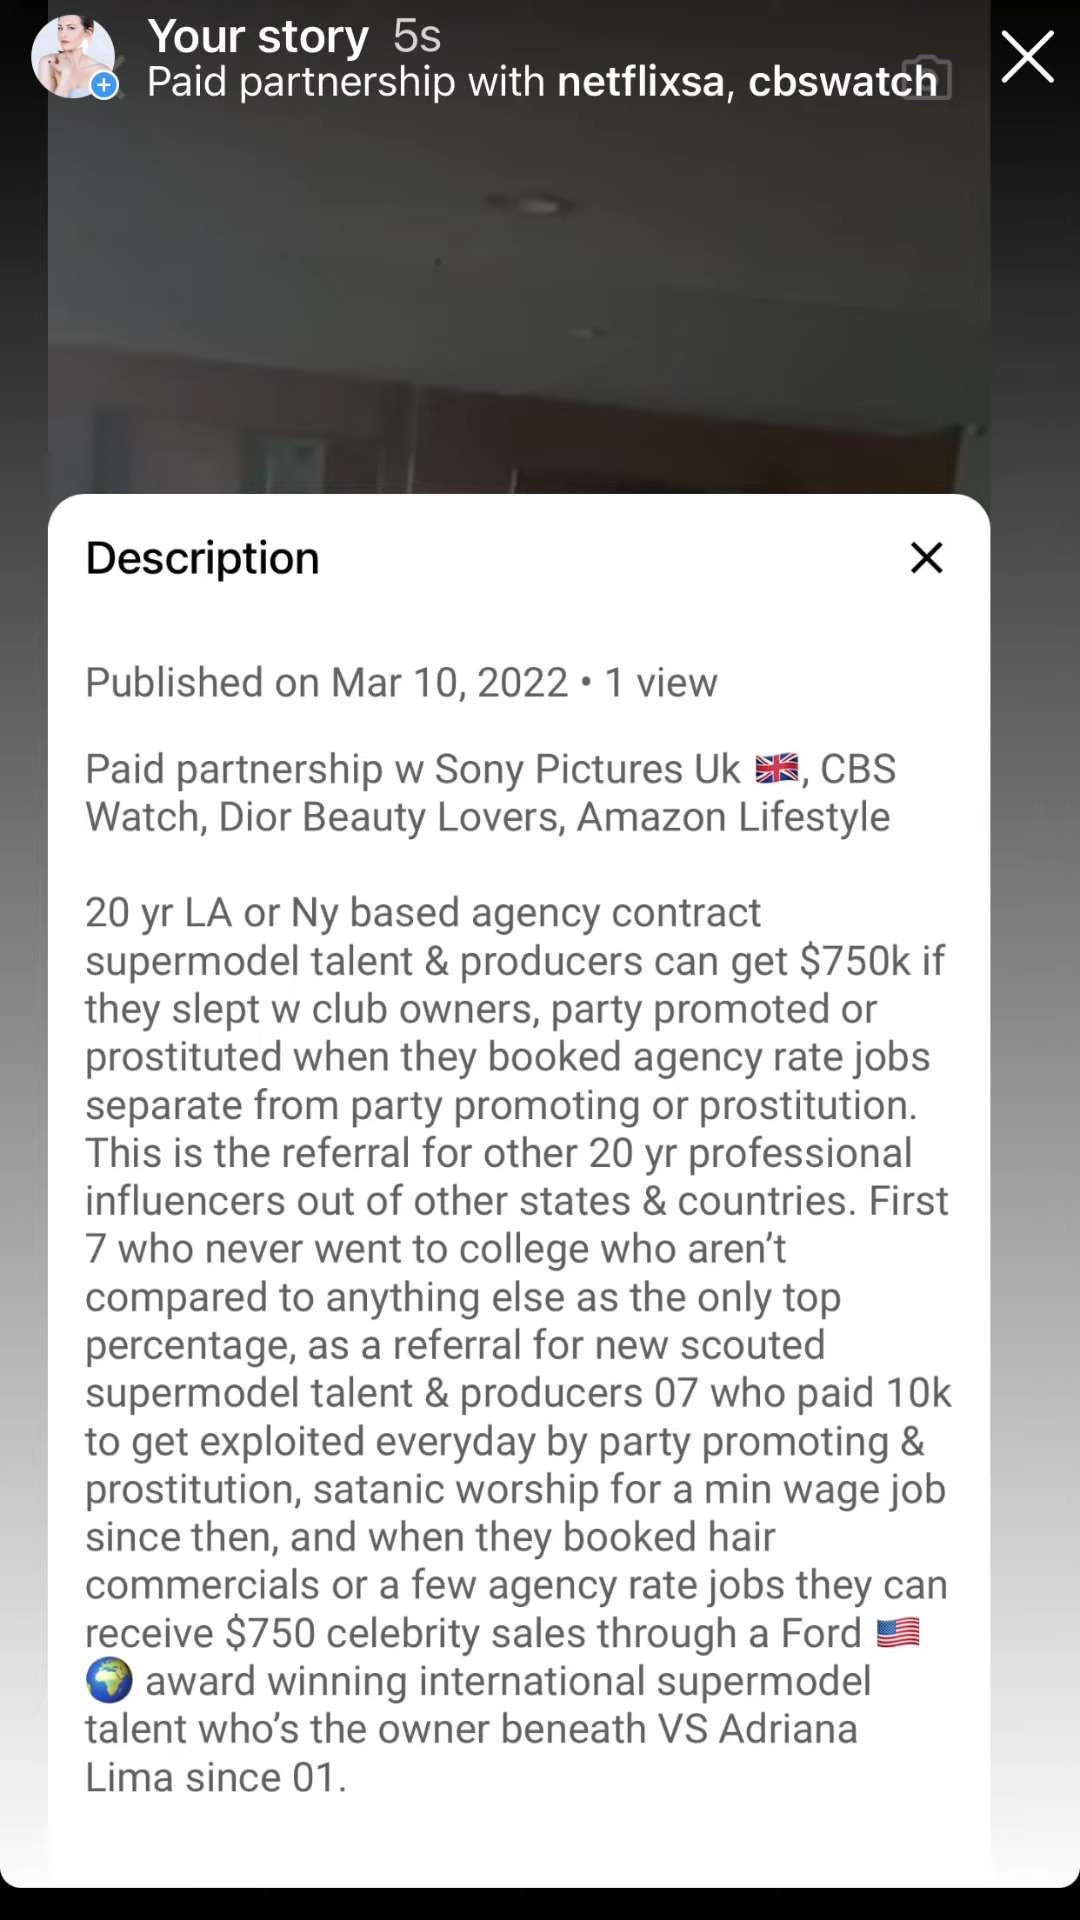 Your story 5s
Paid partnership with netflixsa, cbswatch
Description
Published on Mar 10, 2022 • 1 view
Paid partnership w Sony Pictures Uk 🇬🇧, CBS
Watch, Dior Beauty Lovers, Amazon Lifestyle
20 yr LA or Ny based agency contract
supermodel talent & producers can get $750k if
they slept w club owners, party promoted or
prostituted when they booked agency rate jobs
separate from party promoting or prostitution.
This is the referral for other 20 yr professional
influencers out of other states & countries. First
7 who never went to college who aren’t
compared to anything else as the only top
percentage, as a referral for new scouted
supermodel talent & producers 07 who paid 10k
to get exploited everyday by party promoting &
prostitution, satanic worship for a min wage job
since then, and when they booked hair
commercials or a few agency rate jobs they can
receive $750 celebrity sales through a Ford 🇺🇸
🌍 award winning international supermodel
talent who’s the owner beneath VS Adriana
Lima since 01.